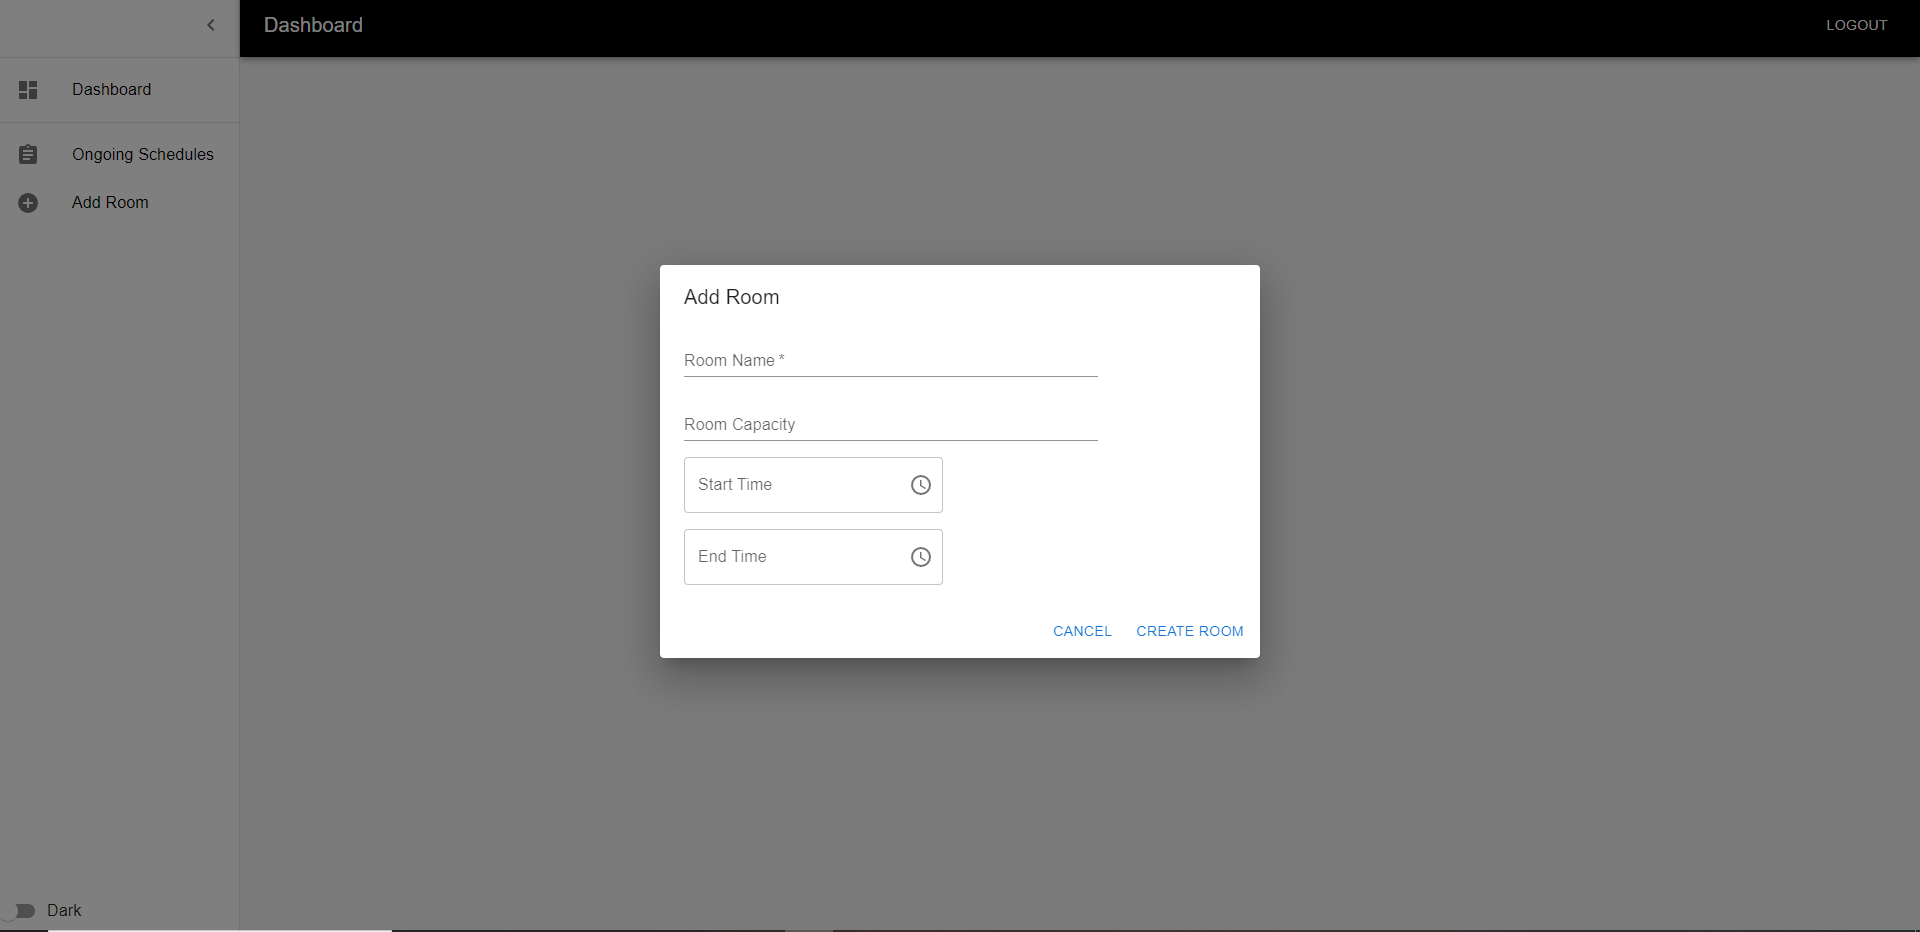 Dashboard
LOGOUT
Dashboard
Ongoing Schedules
Add Room
Add Room
Room Name *
Room Capacity
Start Time
End Time
CANCEL
CREATE ROOM
Dark